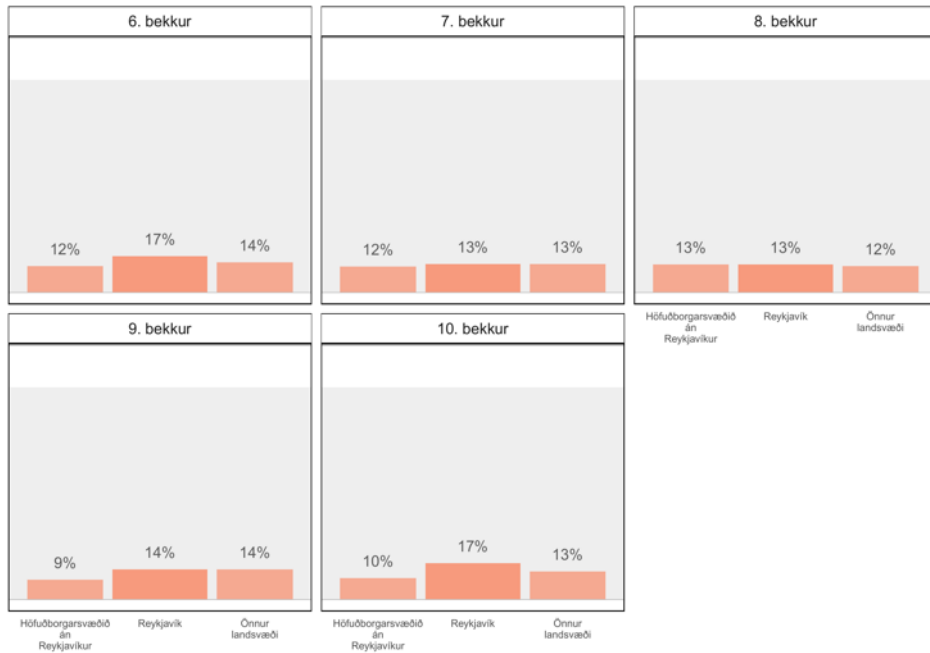 6. bekkur
7. bekkur
8. bekkur
12%
17%
14%
12%
13%
13%
13%
13%
12%
Höfuðborgarsvæðið
án
Reykjavíkur
Reykjavík
Önnur
landsvæði
9. bekkur
10. bekkur
9%
14%
14%
10%
17%
13%
Höfuðborgarsvæðið
án
Reykjavíkur
Reykjavík
Önnur
landsvæði
Höfuðborgarsvæðið
án
Reykjavíkur
Reykjavík
Önnur
landsvæði